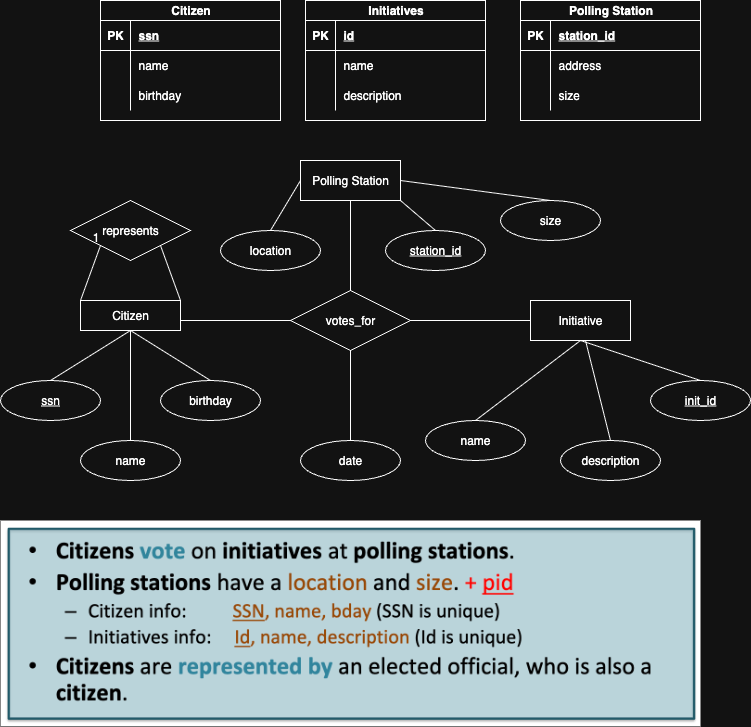 Citizen
PK ssn
name
birthday
Initiatives
PK id
name
description
Polling Station
PK station_id
address
size
Polling Station
represents
1
location
station_id
size
Citizen
votes_for
Initiative
ssn
birthday
name
date
name
description
init_id
• Citizens vote on initiatives at polling stations.
• Polling stations have a location and size. + pid
– Citizen info: SSN, name, bday (SSN is unique)
– Initiatives info: Id, name, description (Id is unique)
• Citizens are represented by an elected official, who is also a
citizen.